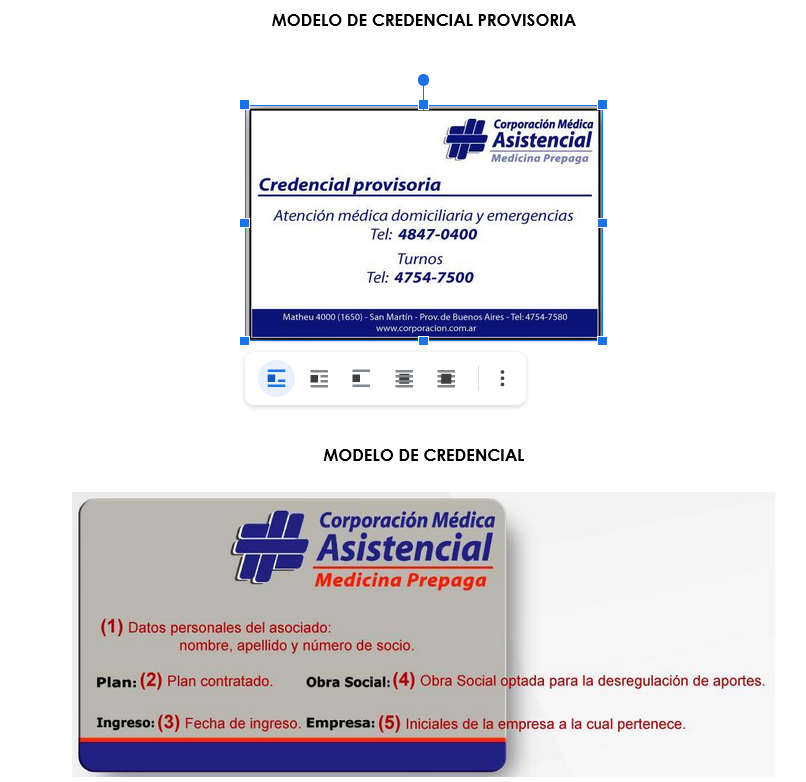 MODELO DE CREDENCIAL PROVISORIA
Corporación Médica
Asistencial
Medicina Prepaga
Credencial provisoria
Atención médica domiciliaria y emergencias
Tel: 4847-0400
Turnos
Tel: 4754-7500
Matheu 4000 (1650) - San Martín - Prov. de Buenos Aires - Tel: 4754-7580
www.corporacion.com.ar
MODELO DE CREDENCIAL
Corporación Médica
Asistencial
Medicina Prepaga
(1) Datos personales del asociado:
nombre, apellido y número de socio.
Plan: (2) Plan contratado. Obra Social: (4) Obra Social optada para la desregulación de aportes.
Ingreso: (3) Fecha de ingreso. Empresa: (5) Iniciales de la empresa a la cual pertenece.